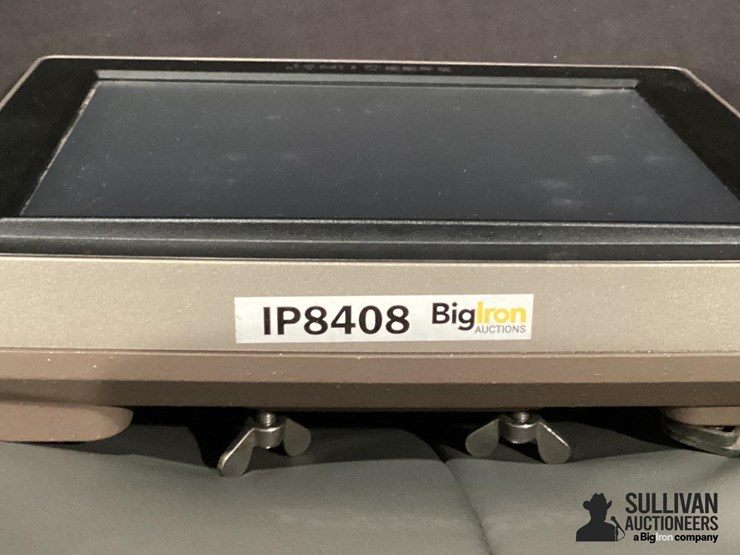 IP8408 BigIron
AUCTIONS
SULLIVAN
AUCTIONEERS
a BigIron company